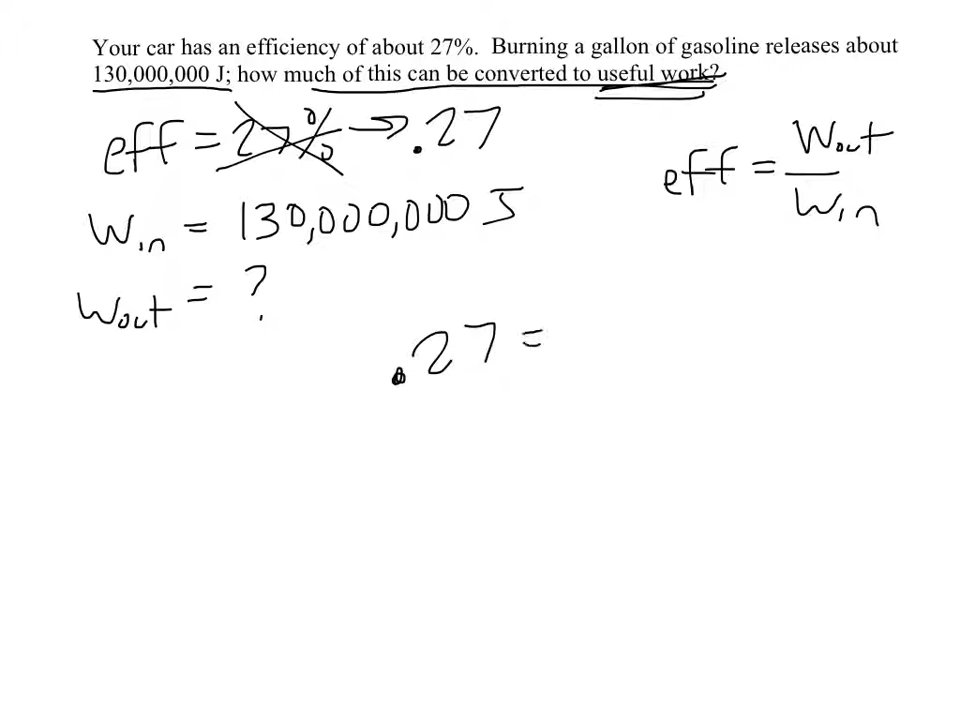 Your car has an efficiency of about 27%. Burning a gallon of gasoline releases about
130,000,000 J; how much of this can be converted to useful work?
eff = 27% → .27
eff = Wout / Win
Win = 130,000,000 J
Wout = ?
.27 =